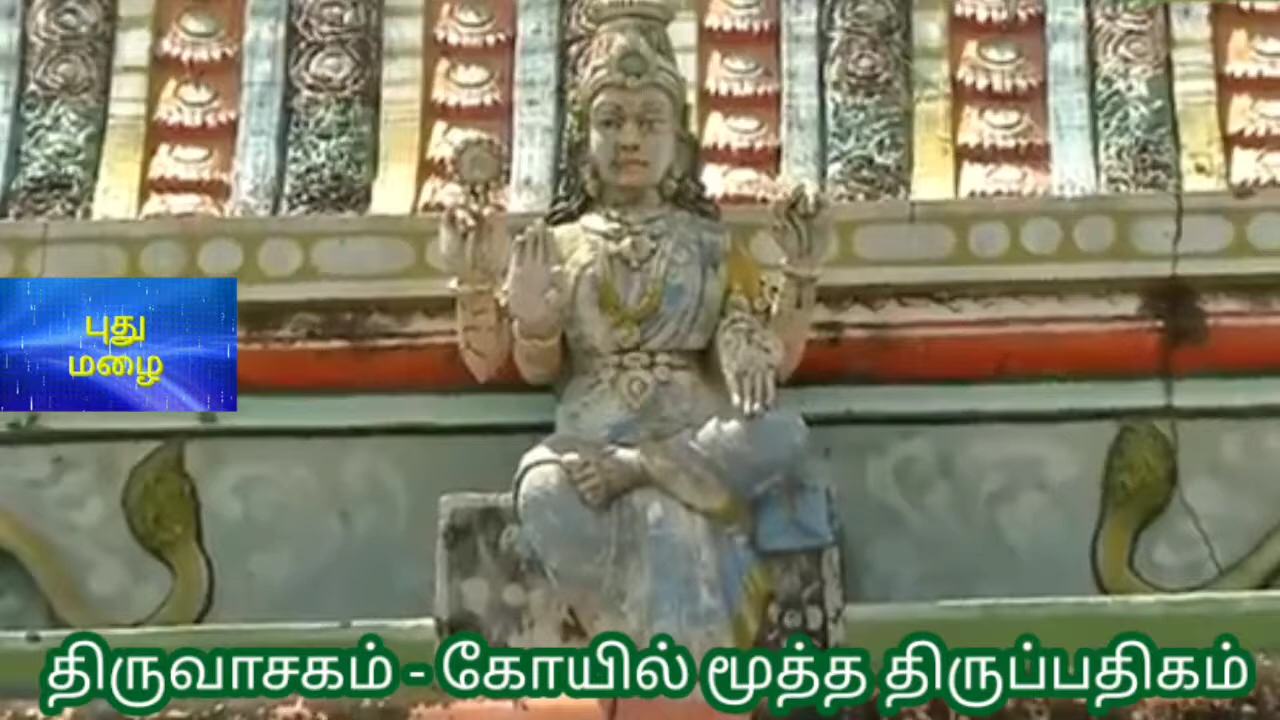 புது
மழை
திருவாசகம் - கோயில் மூத்த திருப்பதிகம்